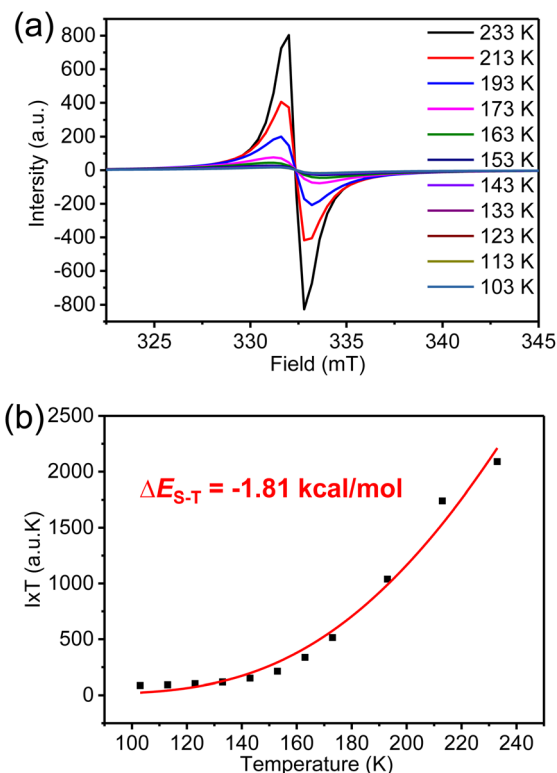 (a)
800
600
400
200
0
-200
-400
-600
-800
Intersity (a.u.)
233 K
213 K
193 K
173 K
163 K
153 K
143 K
133 K
123 K
113 K
103 K
325 330 335 340 345
Field (mT)
(b)
2500
2000
1500
1000
500
0
IxT (a.u.K)
ΔE S-T = -1.81 kcal/mol
100 120 140 160 180 200 220 240
Temperature (K)